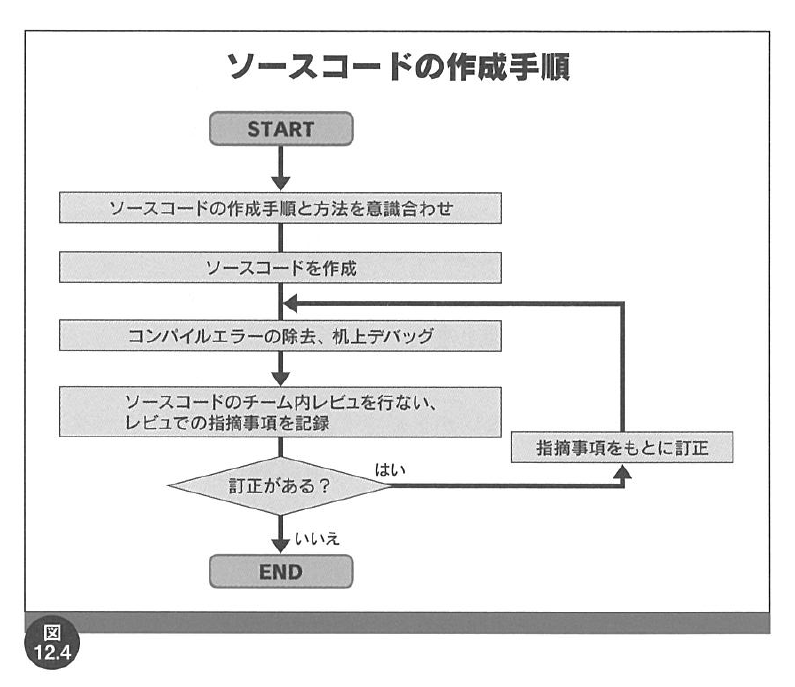 ソースコードの作成手順
START
ソースコードの作成手順と方法を意識合わせ
ソースコードを作成
コンパイルエラーの除去、机上デバッグ
ソースコードのチーム内レビュを行ない、
レビュでの指摘事項を記録
指摘事項をもとに訂正
訂正がある？
はい
いいえ
END
図
12.4